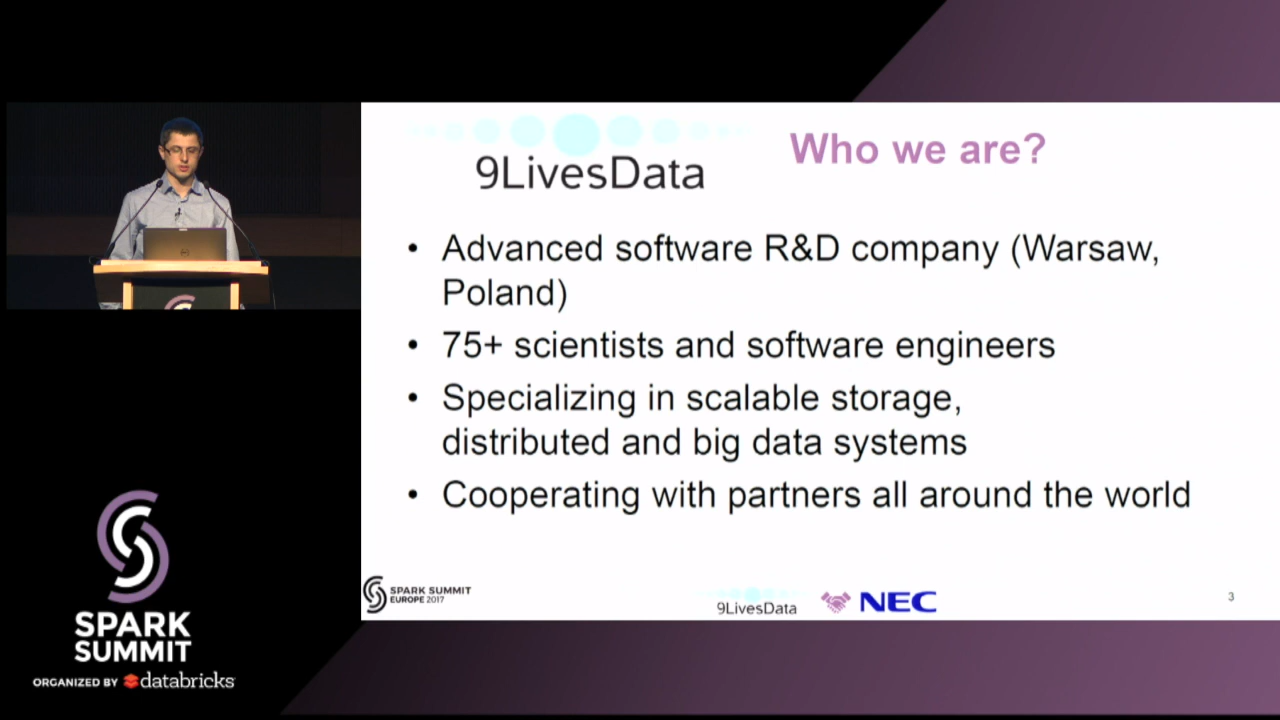 9LivesData
Who we are?
• Advanced software R&D company (Warsaw,
Poland)
• 75+ scientists and software engineers
• Specializing in scalable storage,
distributed and big data systems
• Cooperating with partners all around the world
SPARK SUMMIT
EUROPE 2017
9LivesData
NEC
3
SPARK
SUMMIT
ORGANIZED BY databricks